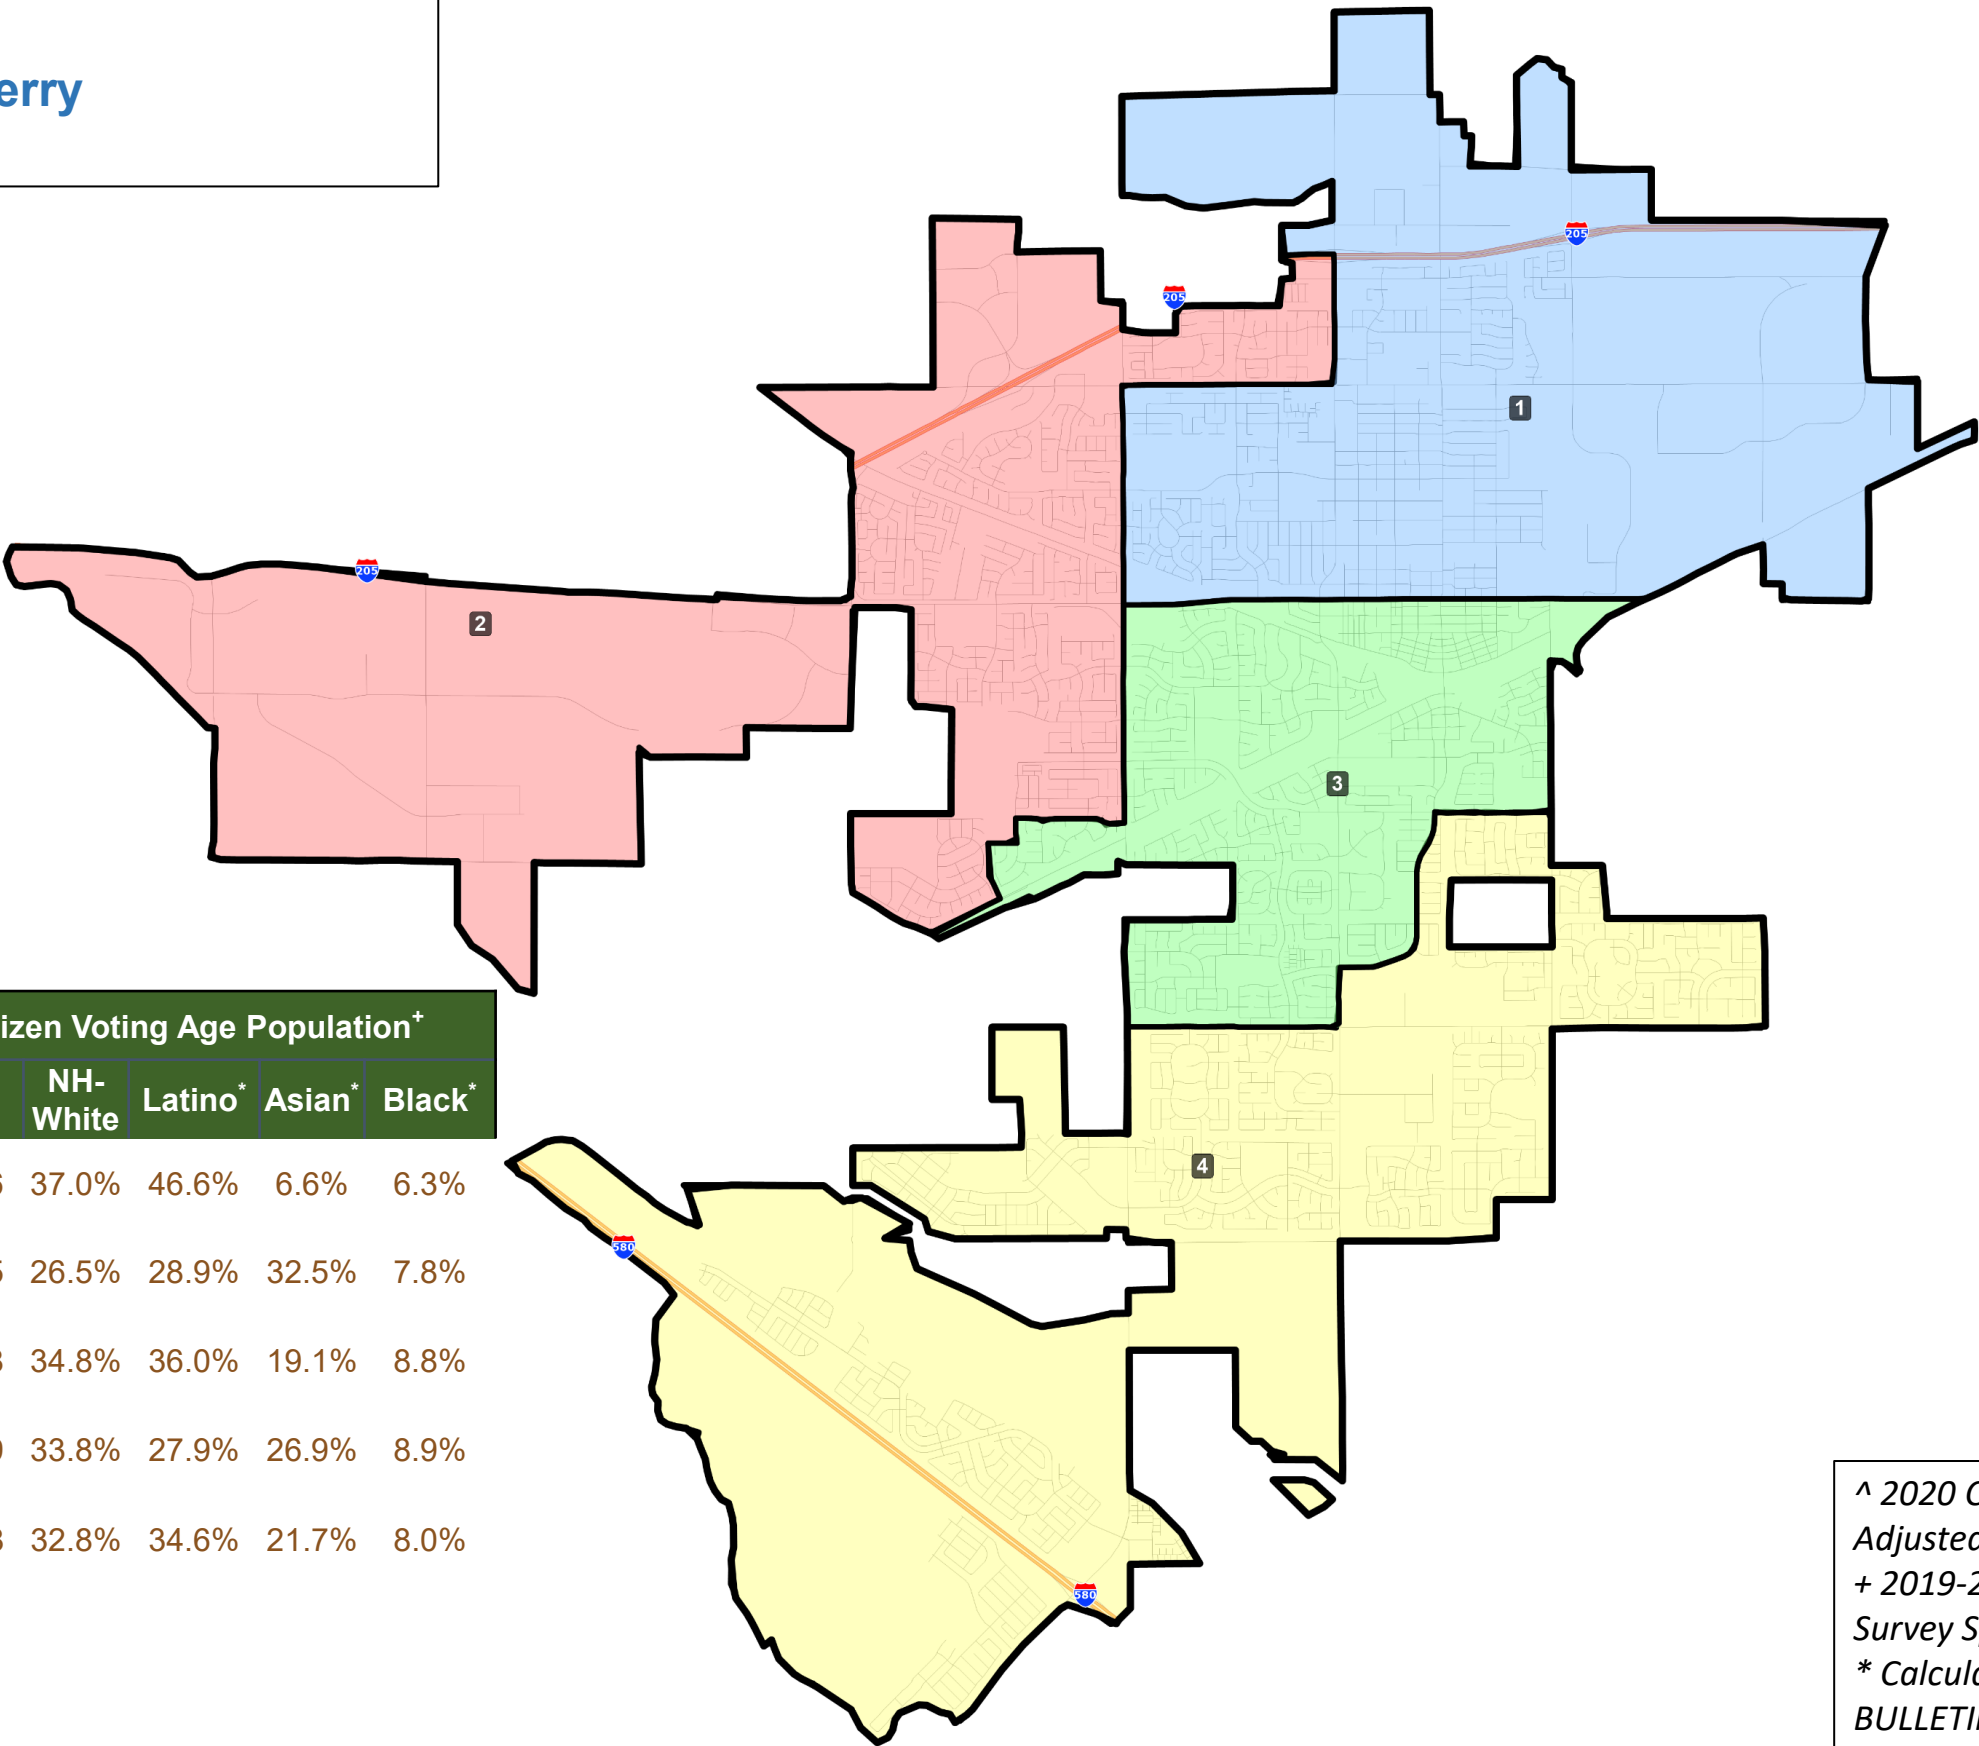 erry
205
205
1
205
2
3
izen Voting Age Population+
NH-White Latino* Asian* Black*
37.0% 46.6% 6.6% 6.3%
26.5% 28.9% 32.5% 7.8%
34.8% 36.0% 19.1% 8.8%
33.8% 27.9% 26.9% 8.9%
32.8% 34.6% 21.7% 8.0%
4
580
580
^ 2020 C
Adjusted
+ 2019-2
Survey S
* Calcula
BULLETI